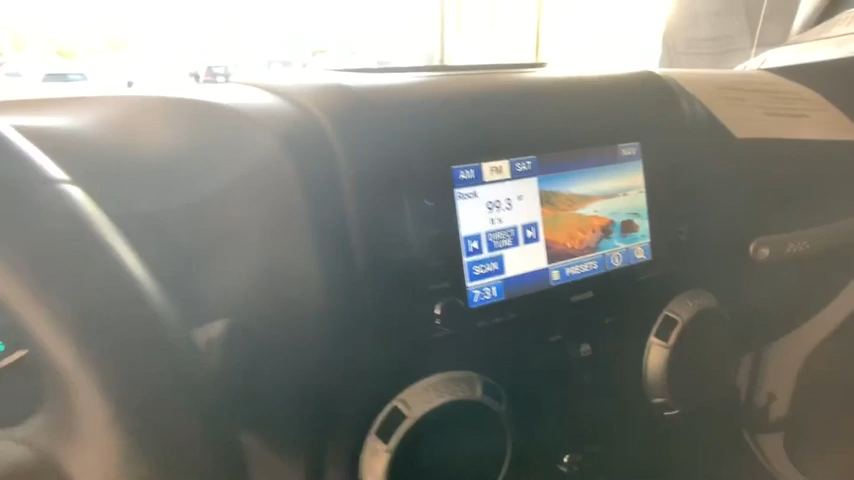 AM FM SAT
Rock
99.3
DIRECT
TUNE
SCAN
PRESETS
7:31